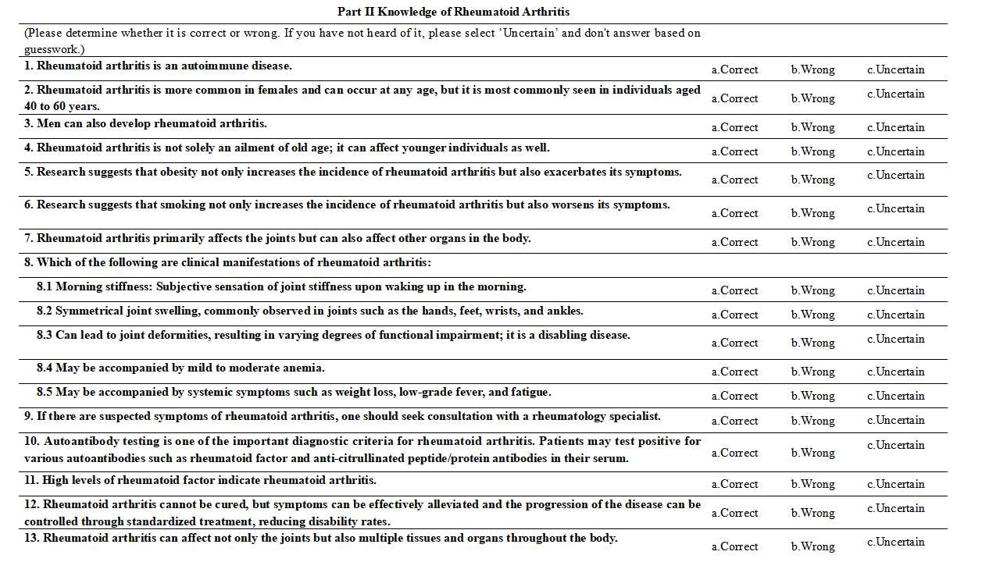 Part II Knowledge of Rheumatoid Arthritis
(Please determine whether it is correct or wrong. If you have not heard of it, please select ‘Uncertain’ and don't answer based on
guesswork.)
1. Rheumatoid arthritis is an autoimmune disease. a.Correct b.Wrong c.Uncertain
2. Rheumatoid arthritis is more common in females and can occur at any age, but it is most commonly seen in individuals aged
40 to 60 years. a.Correct b.Wrong c.Uncertain
3. Men can also develop rheumatoid arthritis. a.Correct b.Wrong c.Uncertain
4. Rheumatoid arthritis is not solely an ailment of old age; it can affect younger individuals as well. a.Correct b.Wrong c.Uncertain
5. Research suggests that obesity not only increases the incidence of rheumatoid arthritis but also exacerbates its symptoms. a.Correct b.Wrong c.Uncertain
6. Research suggests that smoking not only increases the incidence of rheumatoid arthritis but also worsens its symptoms. a.Correct b.Wrong c.Uncertain
7. Rheumatoid arthritis primarily affects the joints but can also affect other organs in the body. a.Correct b.Wrong c.Uncertain
8. Which of the following are clinical manifestations of rheumatoid arthritis:
8.1 Morning stiffness: Subjective sensation of joint stiffness upon waking up in the morning. a.Correct b.Wrong c.Uncertain
8.2 Symmetrical joint swelling, commonly observed in joints such as the hands, feet, wrists, and ankles. a.Correct b.Wrong c.Uncertain
8.3 Can lead to joint deformities, resulting in varying degrees of functional impairment; it is a disabling disease. a.Correct b.Wrong c.Uncertain
8.4 May be accompanied by mild to moderate anemia. a.Correct b.Wrong c.Uncertain
8.5 May be accompanied by systemic symptoms such as weight loss, low-grade fever, and fatigue. a.Correct b.Wrong c.Uncertain
9. If there are suspected symptoms of rheumatoid arthritis, one should seek consultation with a rheumatology specialist. a.Correct b.Wrong c.Uncertain
10. Autoantibody testing is one of the important diagnostic criteria for rheumatoid arthritis. Patients may test positive for
various autoantibodies such as rheumatoid factor and anti-citrullinated peptide/protein antibodies in their serum. a.Correct b.Wrong c.Uncertain
11. High levels of rheumatoid factor indicate rheumatoid arthritis. a.Correct b.Wrong c.Uncertain
12. Rheumatoid arthritis cannot be cured, but symptoms can be effectively alleviated and the progression of the disease can be
controlled through standardized treatment, reducing disability rates. a.Correct b.Wrong c.Uncertain
13. Rheumatoid arthritis can affect not only the joints but also multiple tissues and organs throughout the body. a.Correct b.Wrong c.Uncertain